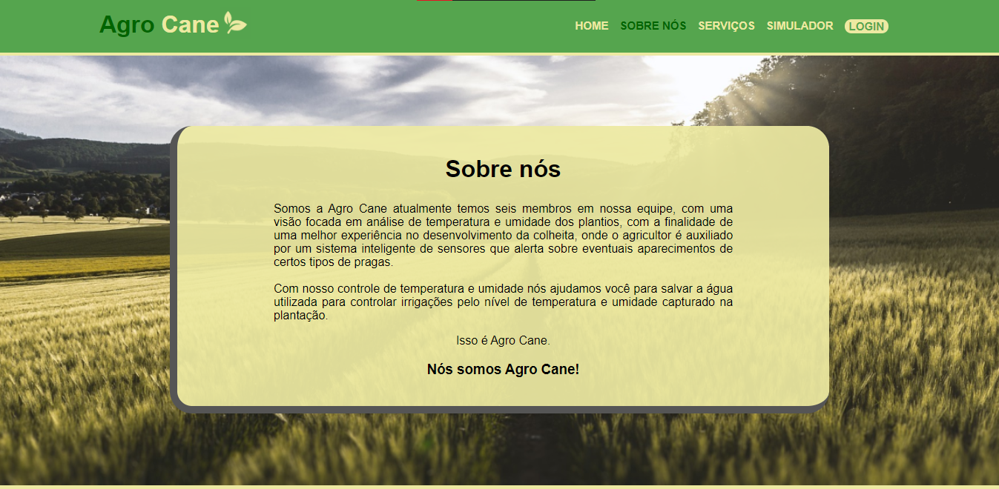 Agro Cane
HOME SOBRE NÓS SERVIÇOS SIMULADOR LOGIN
Sobre nós
Somos a Agro Cane atualmente temos seis membros em nossa equipe, com uma
visão focada em análise de temperatura e umidade dos plantios, com a finalidade de
uma melhor experiência no desenvolvimento da colheita, onde o agricultor é auxiliado
por um sistema inteligente de sensores que alerta sobre eventuais aparecimentos de
certos tipos de pragas.
Com nosso controle de temperatura e umidade nós ajudamos você para salvar a água
utilizada para controlar irrigações pelo nível de temperatura e umidade capturado na
plantação.
Isso é Agro Cane.
Nós somos Agro Cane!